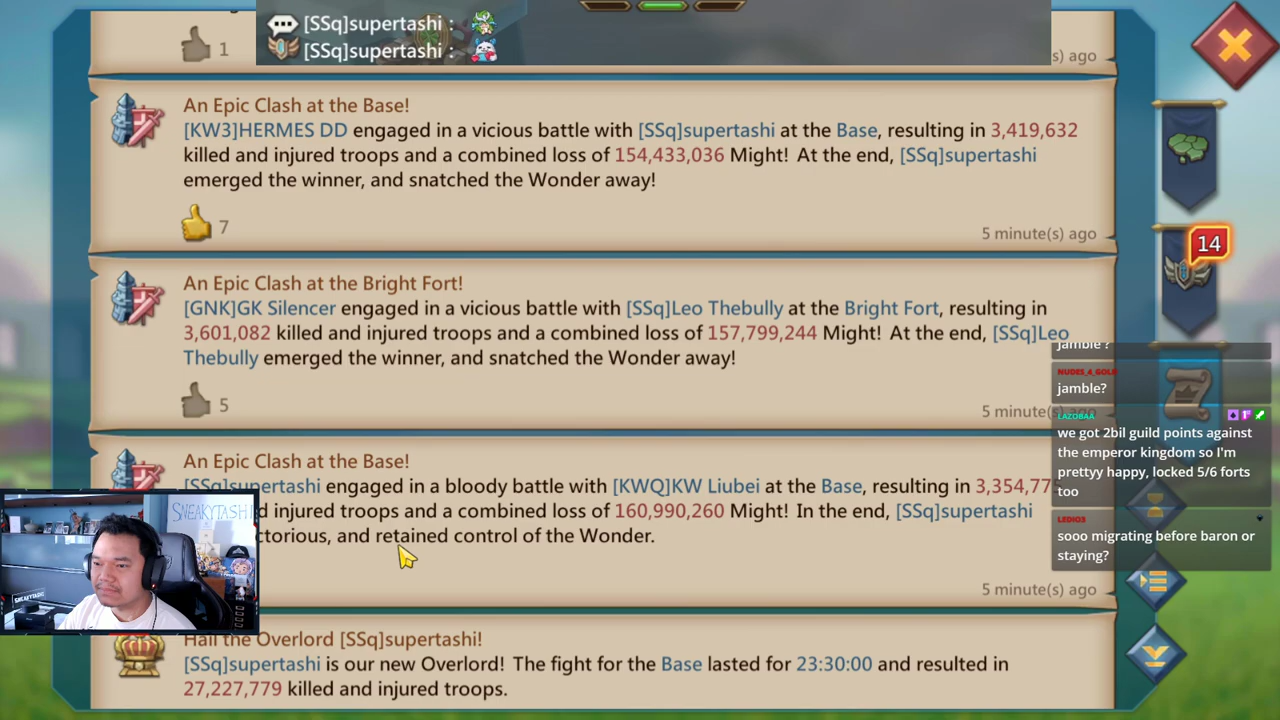 [SSq]supertashi :
[SSq]supertashi :
1
s) ago
An Epic Clash at the Base!
[KW3]HERMES DD engaged in a vicious battle with [SSq]supertashi at the Base, resulting in 3,419,632
killed and injured troops and a combined loss of 154,433,036 Might! At the end, [SSq]supertashi
emerged the winner, and snatched the Wonder away!
7
5 minute(s) ago
14
An Epic Clash at the Bright Fort!
[GNK]GK Silencer engaged in a vicious battle with [SSq]Leo Thebully at the Bright Fort, resulting in
3,601,082 killed and injured troops and a combined loss of 157,799,244 Might! At the end, [SSq]Leo
Thebully emerged the winner, and snatched the Wonder away!
5
5 minute(s) ago
jamble ?
NUDES_4_GOLD
jamble?
LAZOBAA
we got 2bil guild points against
the emperor kingdom so I'm
prettyy happy, locked 5/6 forts
too
LEDIO3
sooo migrating before baron or
staying?
An Epic Clash at the Base!
[SSq]supertashi engaged in a bloody battle with [KWQ]KW Liubei at the Base, resulting in 3,354,775
d injured troops and a combined loss of 160,990,260 Might! In the end, [SSq]supertashi
ctorious, and retained control of the Wonder.
5 minute(s) ago
SNEAKYTASHI
SNEAKYTASHI
Hail the Overlord [SSq]supertashi!
[SSq]supertashi is our new Overlord! The fight for the Base lasted for 23:30:00 and resulted in
27,227,779 killed and injured troops.